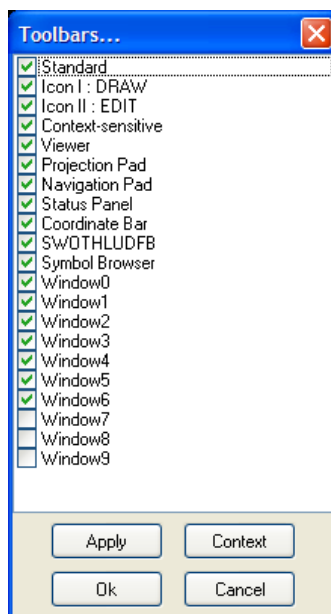 Toolbars...
Standard
Icon I : DRAW
Icon II : EDIT
Context-sensitive
Viewer
Projection Pad
Navigation Pad
Status Panel
Coordinate Bar
SWOTHLUDFB
Symbol Browser
Window0
Window1
Window2
Window3
Window4
Window5
Window6
Window7
Window8
Window9
Apply Context
Ok Cancel